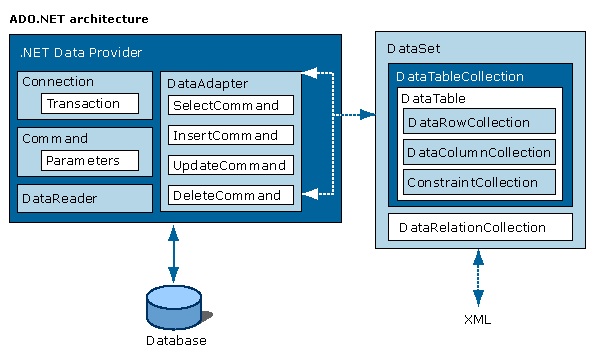 ADO.NET architecture
.NET Data Provider
Connection
Transaction
Command
Parameters
DataReader
DataAdapter
SelectCommand
InsertCommand
UpdateCommand
DeleteCommand
DataSet
DataTableCollection
DataTable
DataRowCollection
DataColumnCollection
ConstraintCollection
DataRelationCollection
Database
XML